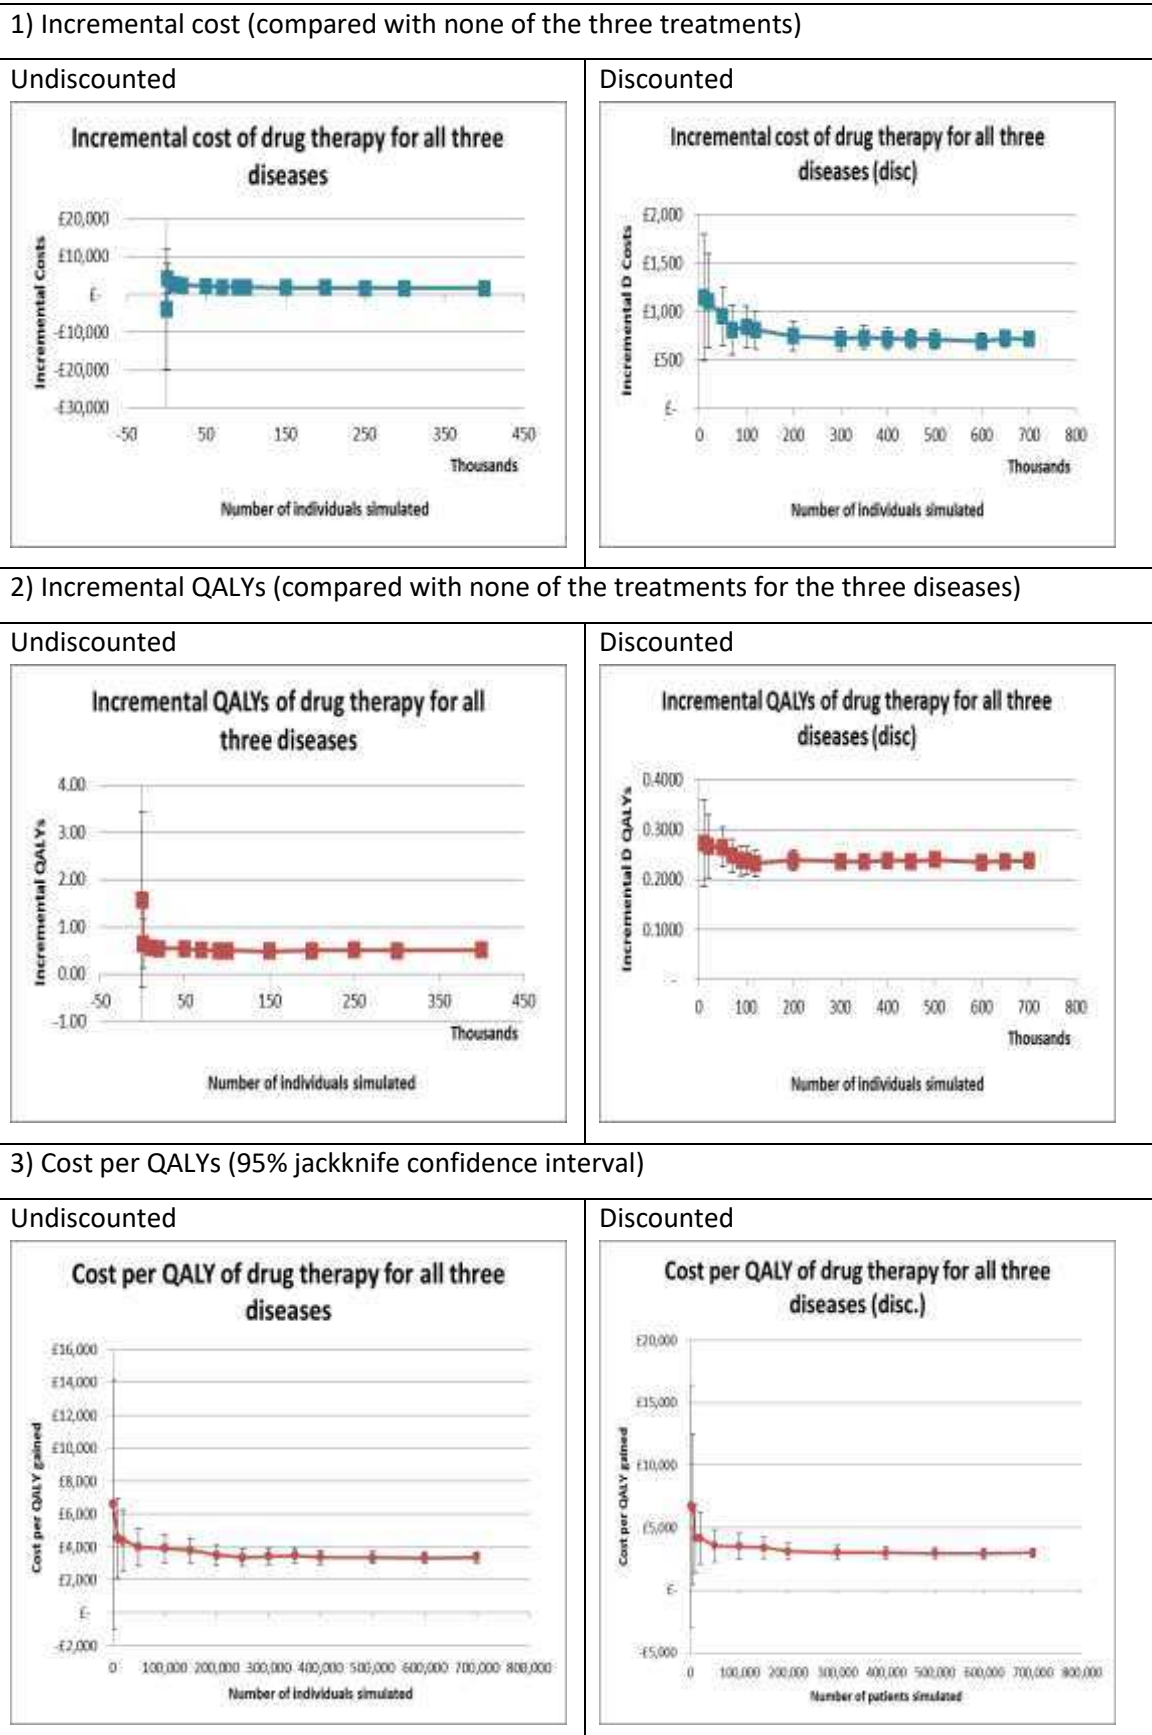 1) Incremental cost (compared with none of the three treatments)
Undiscounted
Incremental cost of drug therapy for all three
diseases
Incremental Costs
£20,000
£10,000
£-
-£10,000
-£20,000
-£30,000
-50 50 150 250 350 450
Thousands
Number of individuals simulated
Discounted
Incremental cost of drug therapy for all three
diseases (disc)
Incremental D Costs
£2,000
£1,500
£1,000
£500
£-
0 100 200 300 400 500 600 700 800
Thousands
Number of individuals simulated
2) Incremental QALYs (compared with none of the treatments for the three diseases)
Undiscounted
Incremental QALYs of drug therapy for all
three diseases
Incremental QALYs
4.00
3.00
2.00
1.00
0.00
-1.00
-50 50 150 250 350 450
Thousands
Number of individuals simulated
Discounted
Incremental QALYs of drug therapy for all three
diseases (disc)
Incremental D QALYs
0.4000
0.3000
0.2000
0.1000
-
0 100 200 300 400 500 600 700 800
Thousands
Number of individuals simulated
3) Cost per QALYs (95% jackknife confidence interval)
Undiscounted
Cost per QALY of drug therapy for all three
diseases
Cost per QALY gained
£16,000
£14,000
£12,000
£10,000
£8,000
£6,000
£4,000
£2,000
£-
-£2,000
0 100,000 200,000 300,000 400,000 500,000 600,000 700,000 800,000
Number of individuals simulated
Discounted
Cost per QALY of drug therapy for all three
diseases (disc.)
Cost per QALY gained
£20,000
£15,000
£10,000
£5,000
£-
-£5,000
0 100,000 200,000 300,000 400,000 500,000 600,000 700,000 800,000
Number of patients simulated